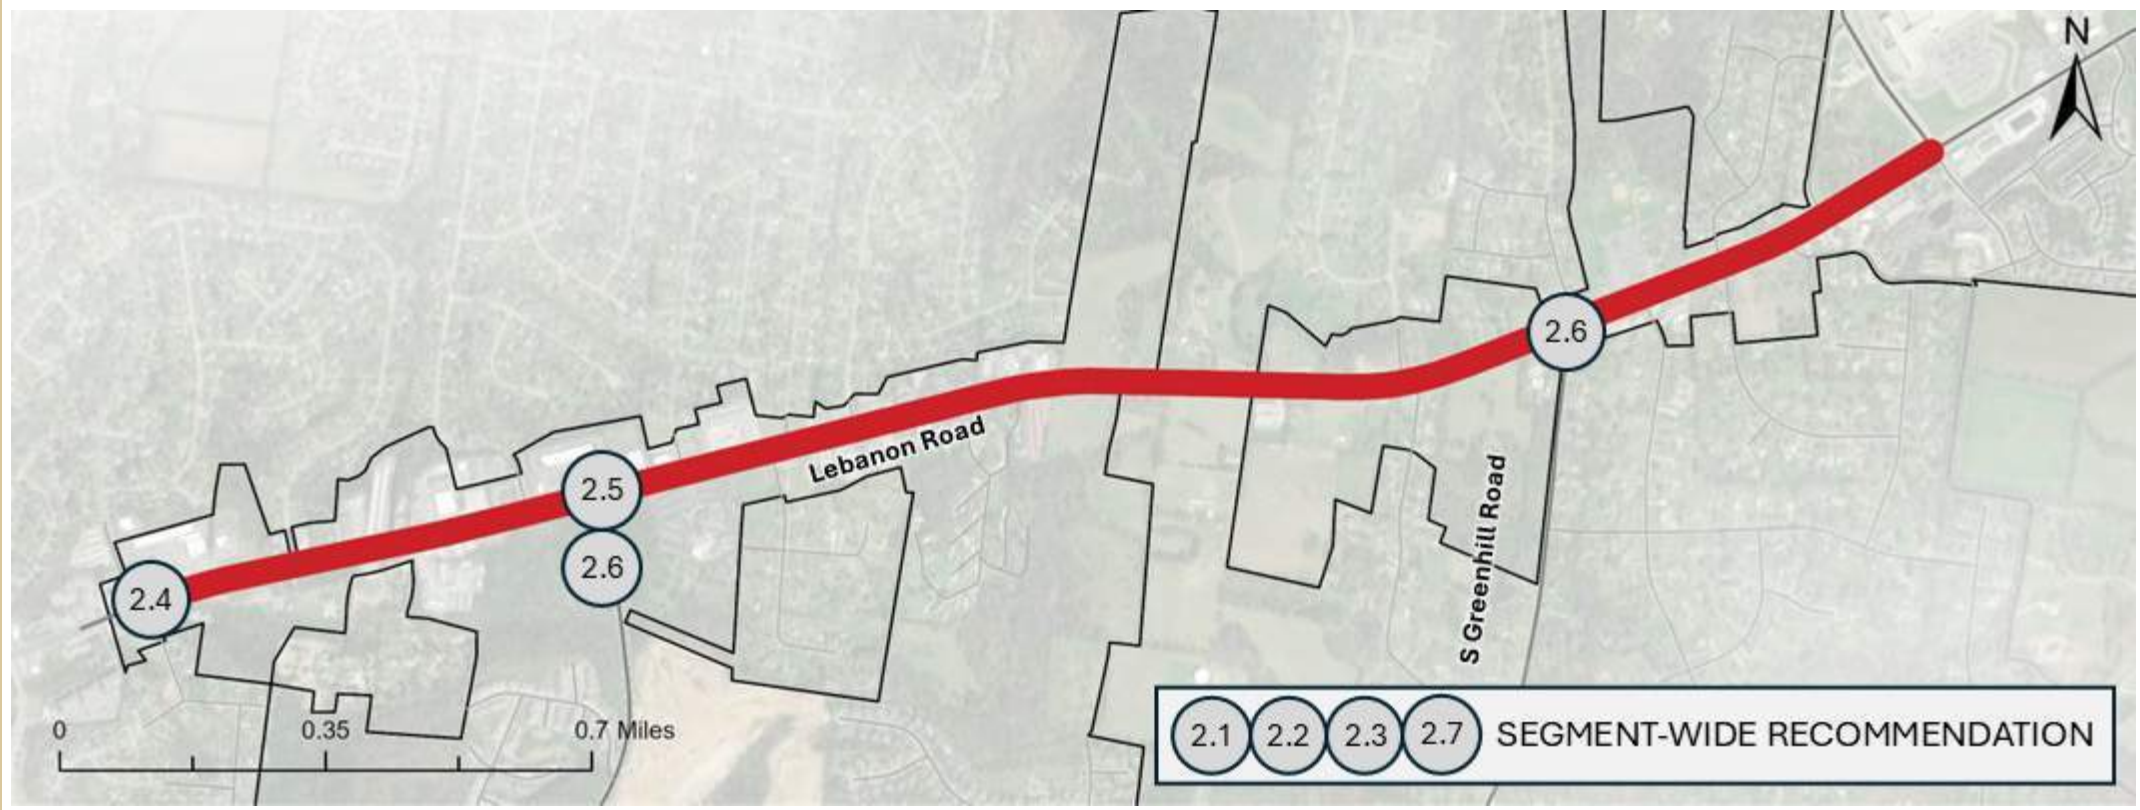 N
2.6
2.5
Lebanon Road
2.6
2.4
S Greenhill Road
0 0.35 0.7 Miles
2.1 2.2 2.3 2.7 SEGMENT-WIDE RECOMMENDATION